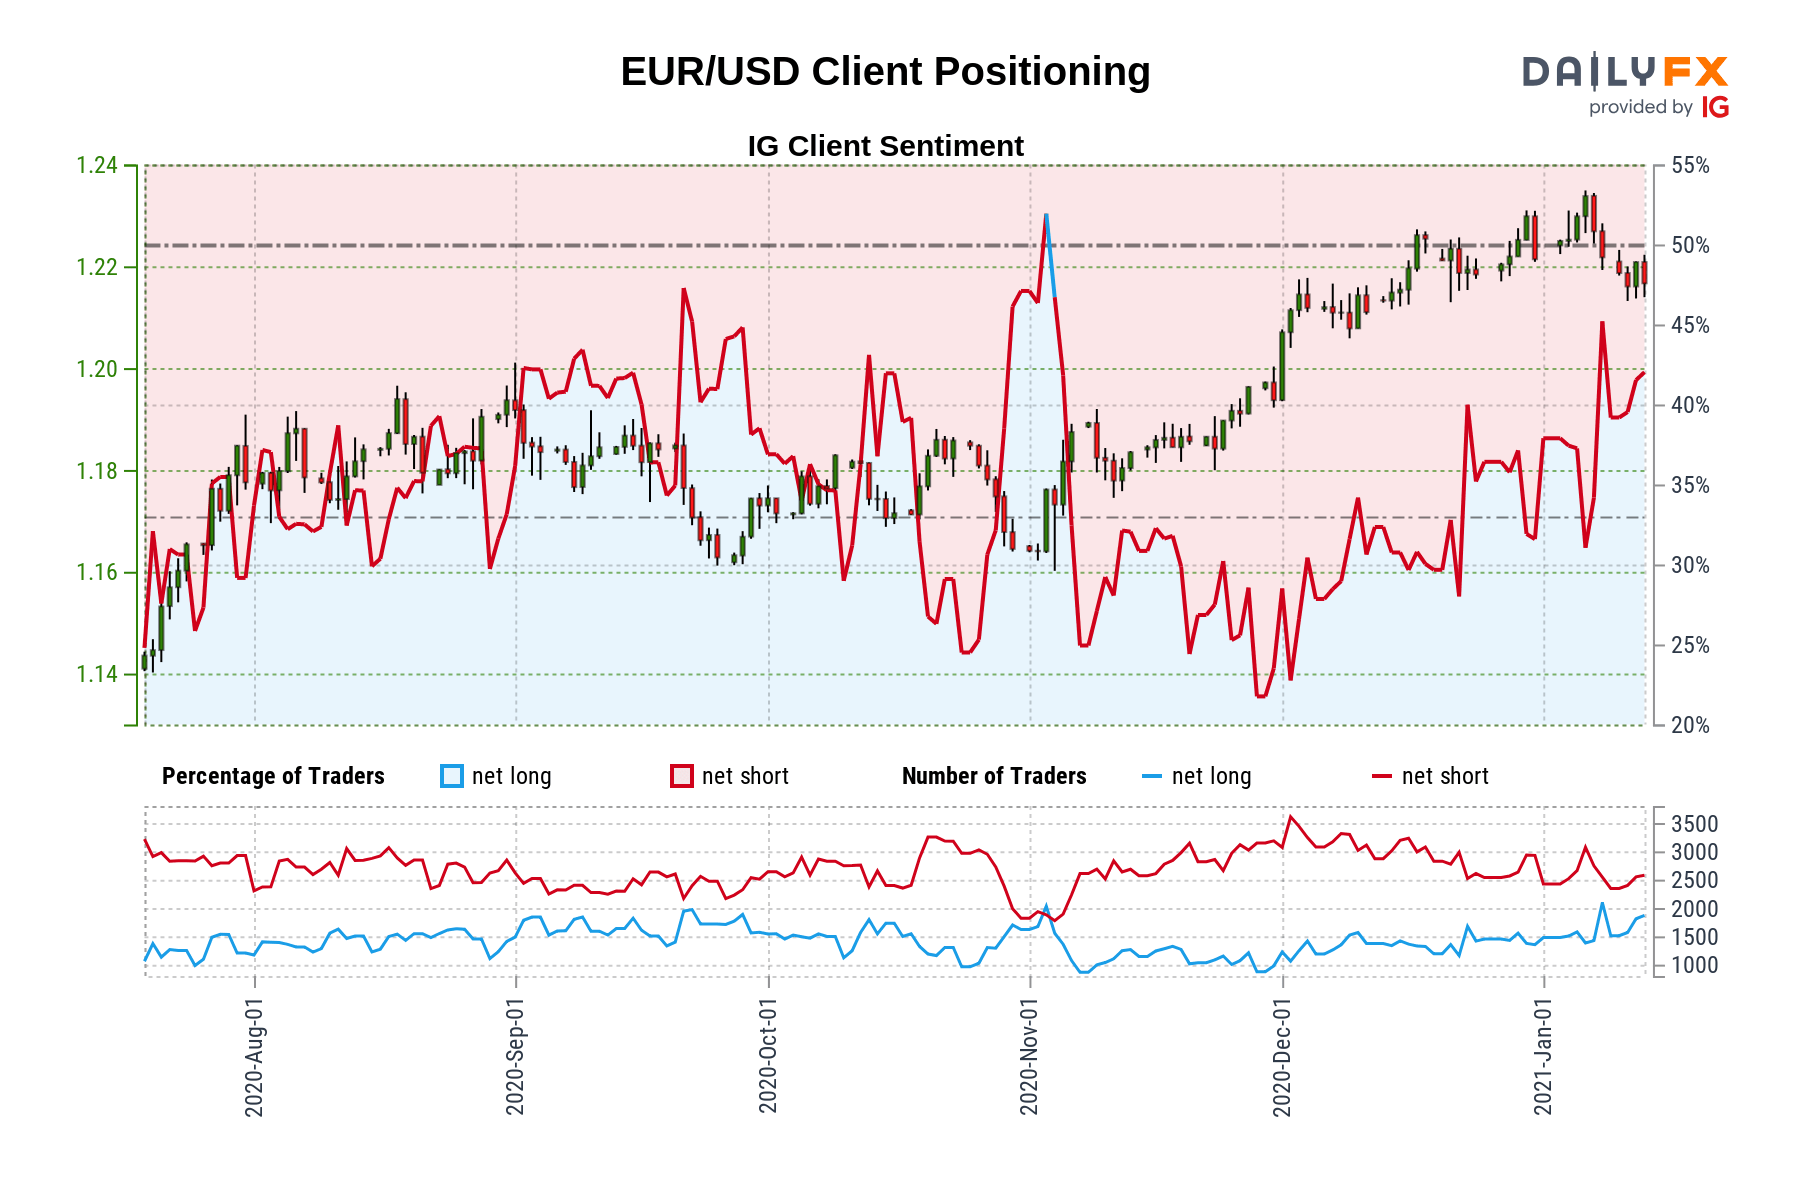 EUR/USD Client Positioning
DAILYFX
provided by IG
IG Client Sentiment
1.24
1.22
1.20
1.18
1.16
1.14
55%
50%
45%
40%
35%
30%
25%
20%
Percentage of Traders net long net short Number of Traders net long net short
3500
3000
2500
2000
1500
1000
2020-Aug-01
2020-Sep-01
2020-Oct-01
2020-Nov-01
2020-Dec-01
2021-Jan-01